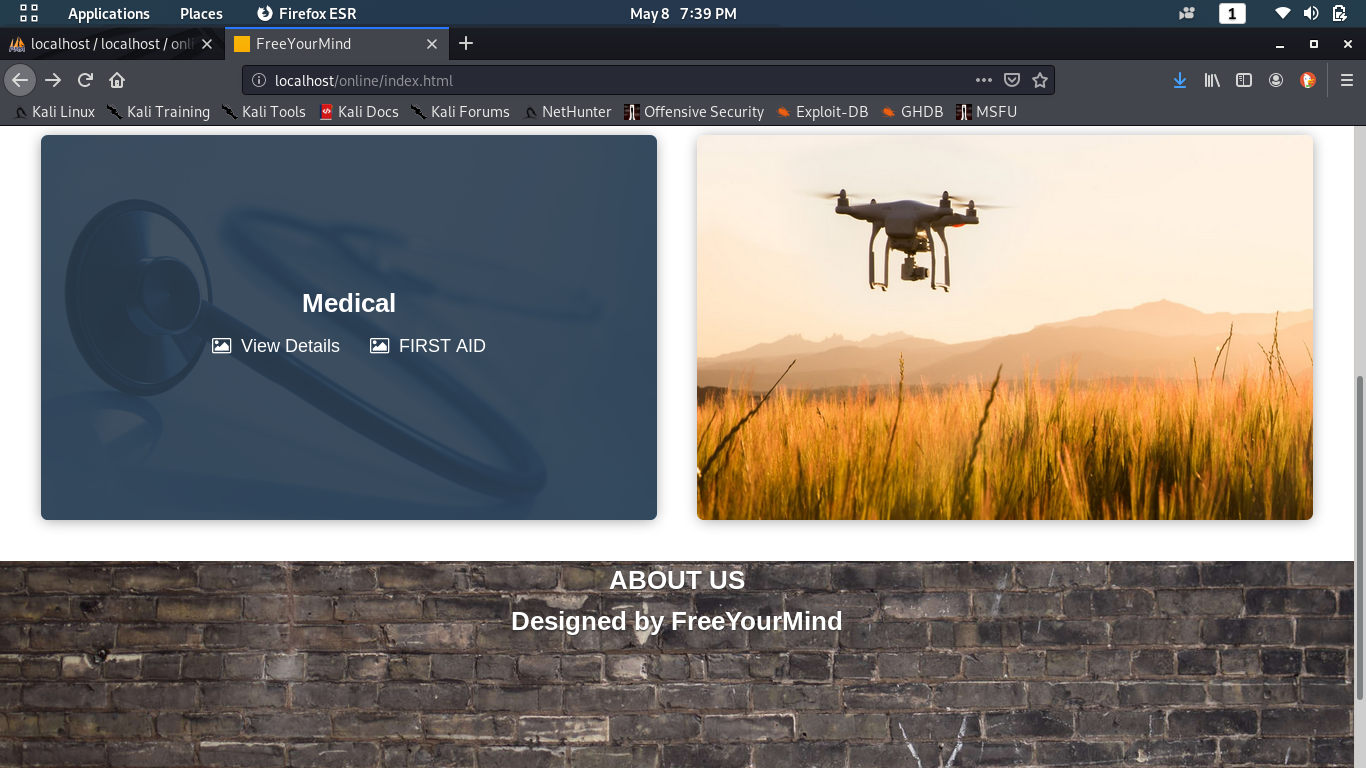 Applications Places Firefox ESR May 8 7:39 PM 1
localhost / localhost / onl FreeYourMind
localhost/online/index.html
Kali Linux Kali Training Kali Tools Kali Docs Kali Forums NetHunter Offensive Security Exploit-DB GHDB MSFU
Medical
View Details FIRST AID
ABOUT US
Designed by FreeYourMind